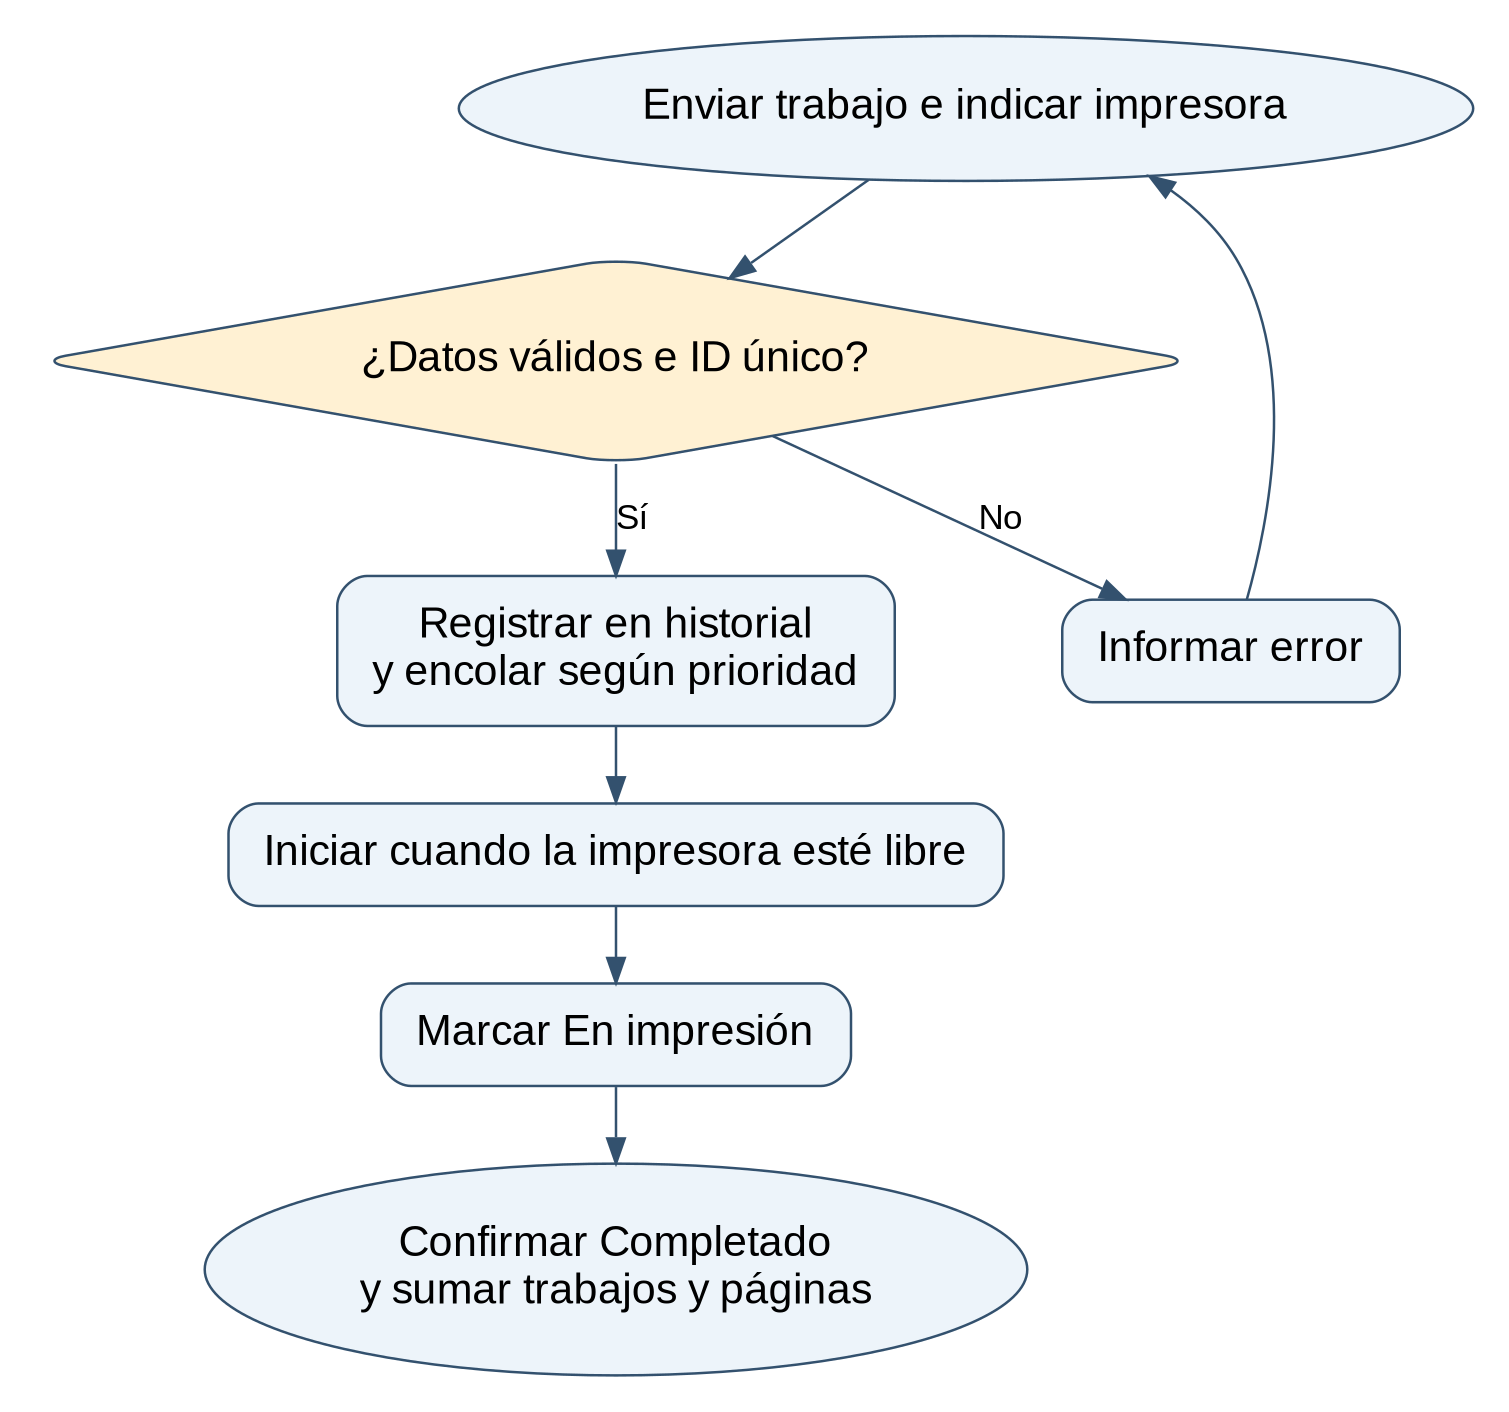 Enviar trabajo e indicar impresora
¿Datos válidos e ID único?
Sí
No
Registrar en historial
y encolar según prioridad
Informar error
Iniciar cuando la impresora esté libre
Marcar En impresión
Confirmar Completado
y sumar trabajos y páginas